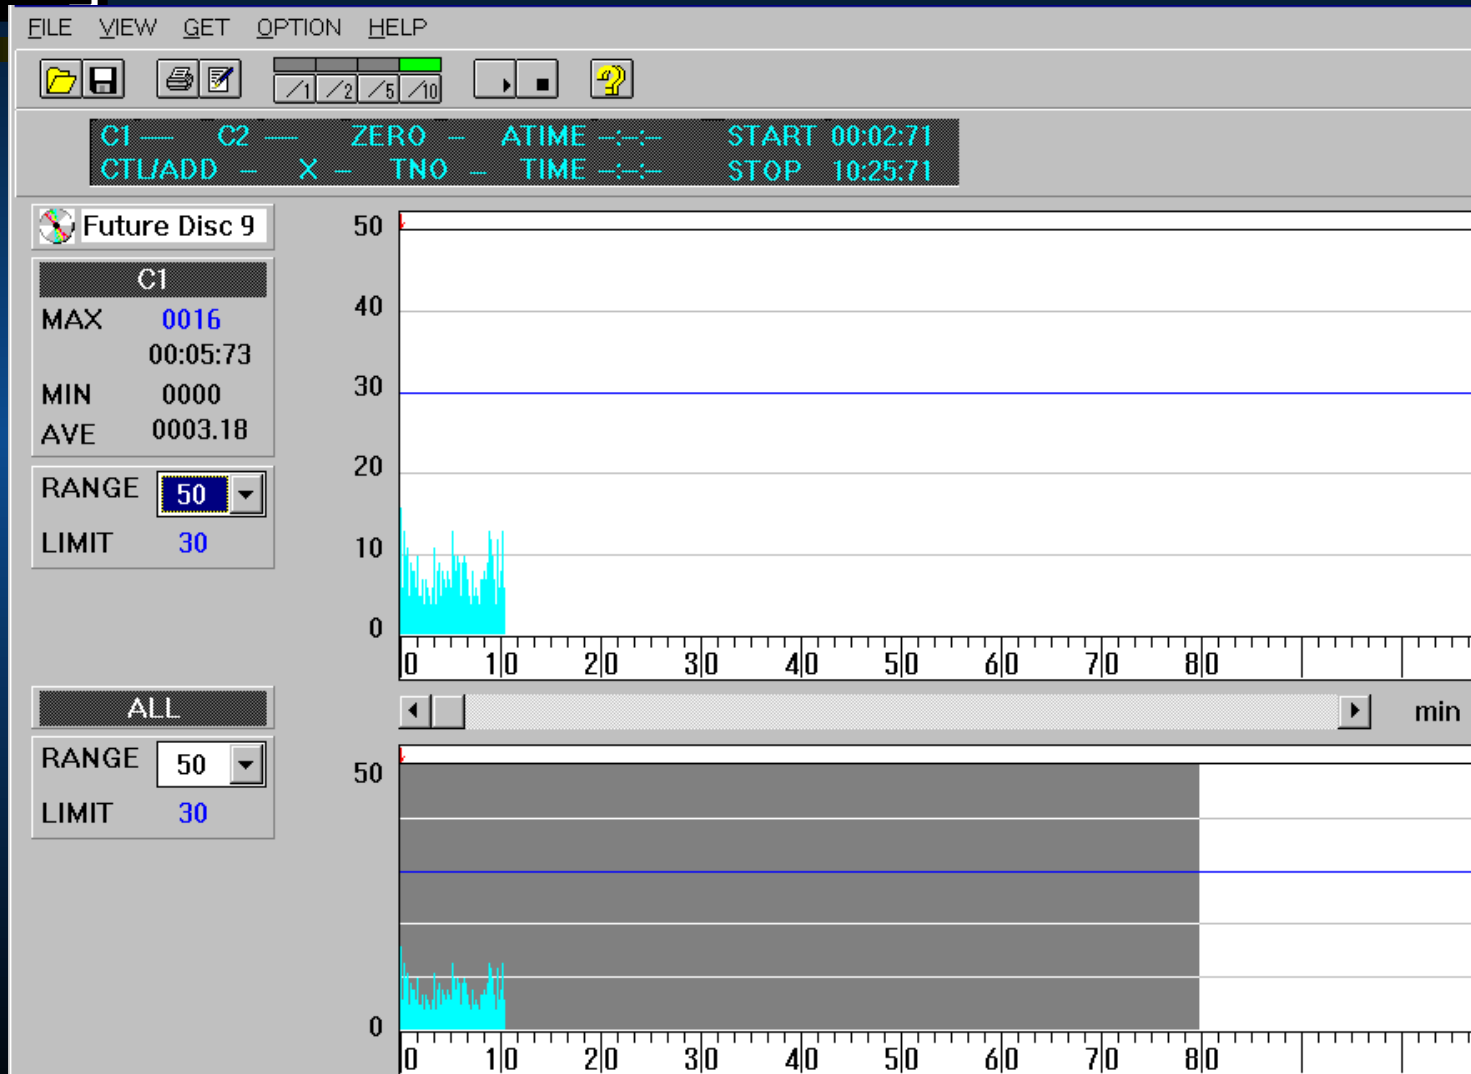 FILE VIEW GET OPTION HELP
/1 /2 /5 /10
C1 -- C2 -- ZERO - ATIME --:--:-- START 00:02:71
CTL/ADD - X - TNO - TIME --:--:-- STOP 10:25:71
Future Disc 9
C1
MAX 0016
00:05:73
MIN 0000
AVE 0003.18
RANGE 50
LIMIT 30
50
40
30
20
10
0
0 10 20 30 40 50 60 70 80
min
ALL
RANGE 50
LIMIT 30
50
0
0 10 20 30 40 50 60 70 80